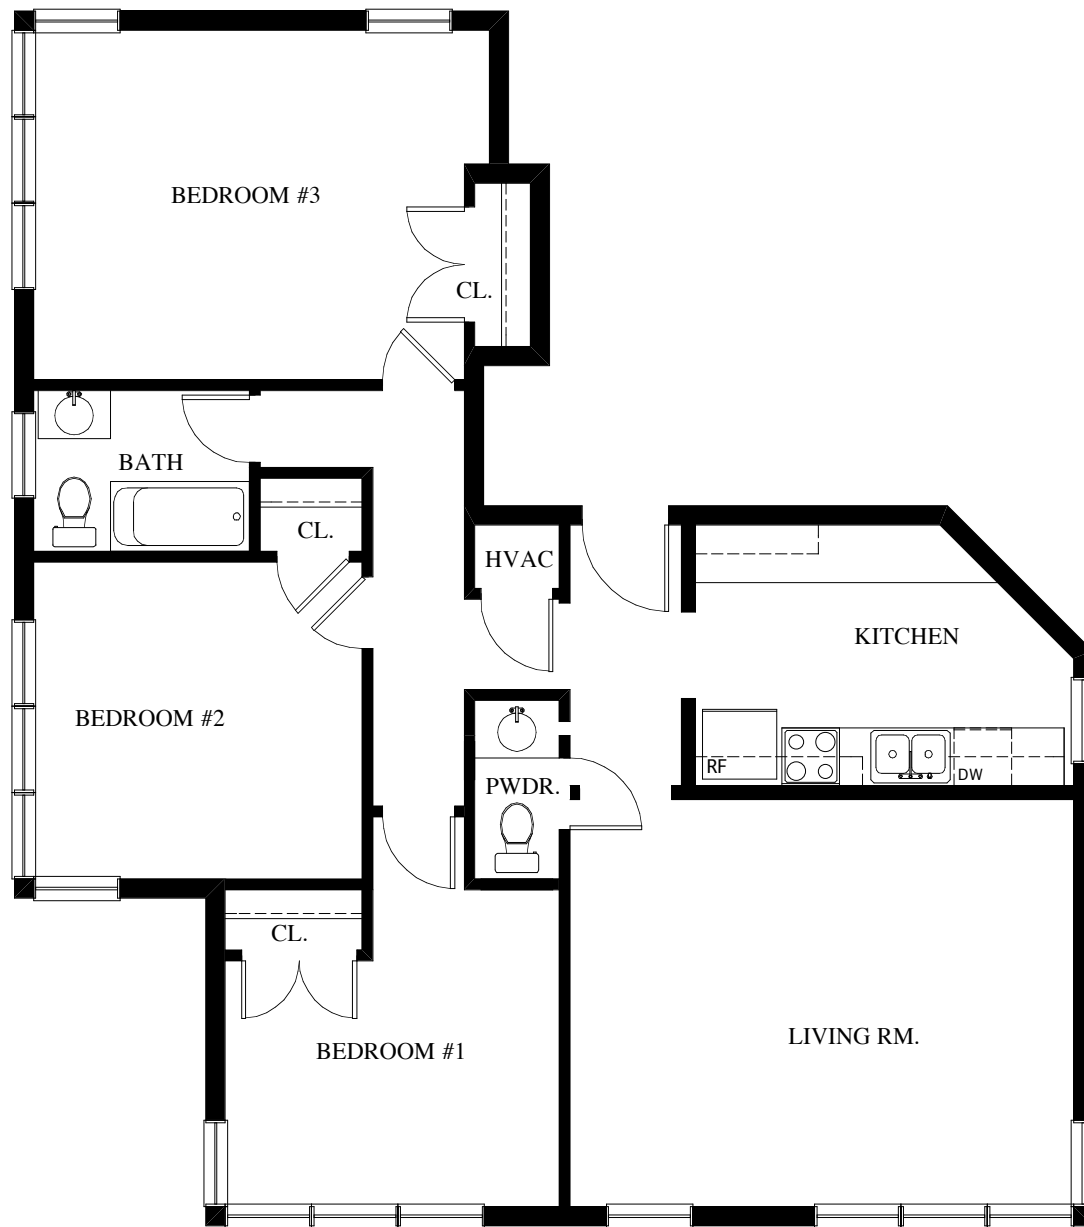 BEDROOM #3
CL.
BATH
CL.
HVAC
KITCHEN
BEDROOM #2
RF
DW
PWDR.
CL.
LIVING RM.
BEDROOM #1